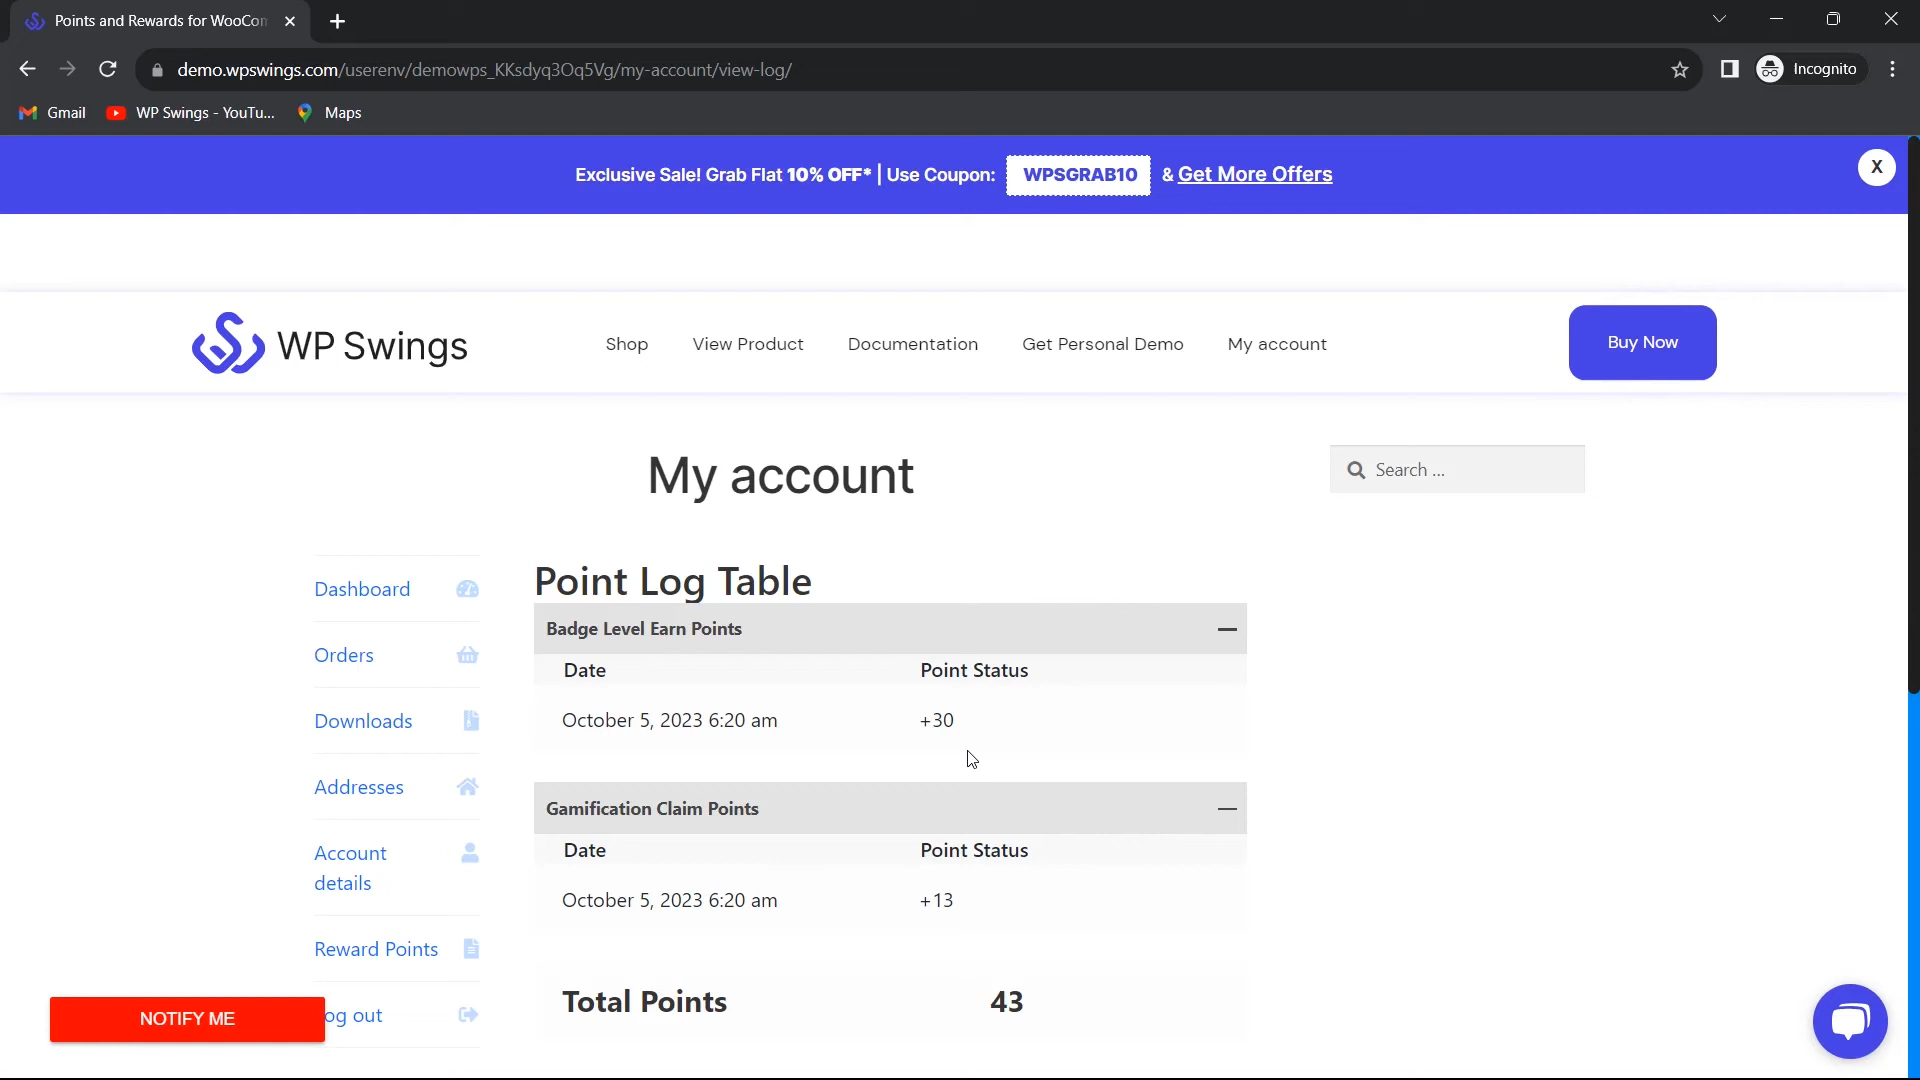 Points and Rewards for WooCom
demo.wpswings.com/userenv/demowps_KKsdyq3Oq5Vg/my-account/view-log/
Incognito
Gmail
WP Swings - YouTu...
Maps
Exclusive Sale! Grab Flat 10% OFF* | Use Coupon: WPSGRAB10 & Get More Offers
X
WP Swings
Shop
View Product
Documentation
Get Personal Demo
My account
Buy Now
My account
Search ...
Dashboard
Orders
Downloads
Addresses
Account
details
Reward Points
og out
NOTIFY ME
Point Log Table
Badge Level Earn Points
Date Point Status
October 5, 2023 6:20 am +30
Gamification Claim Points
Date Point Status
October 5, 2023 6:20 am +13
Total Points 43